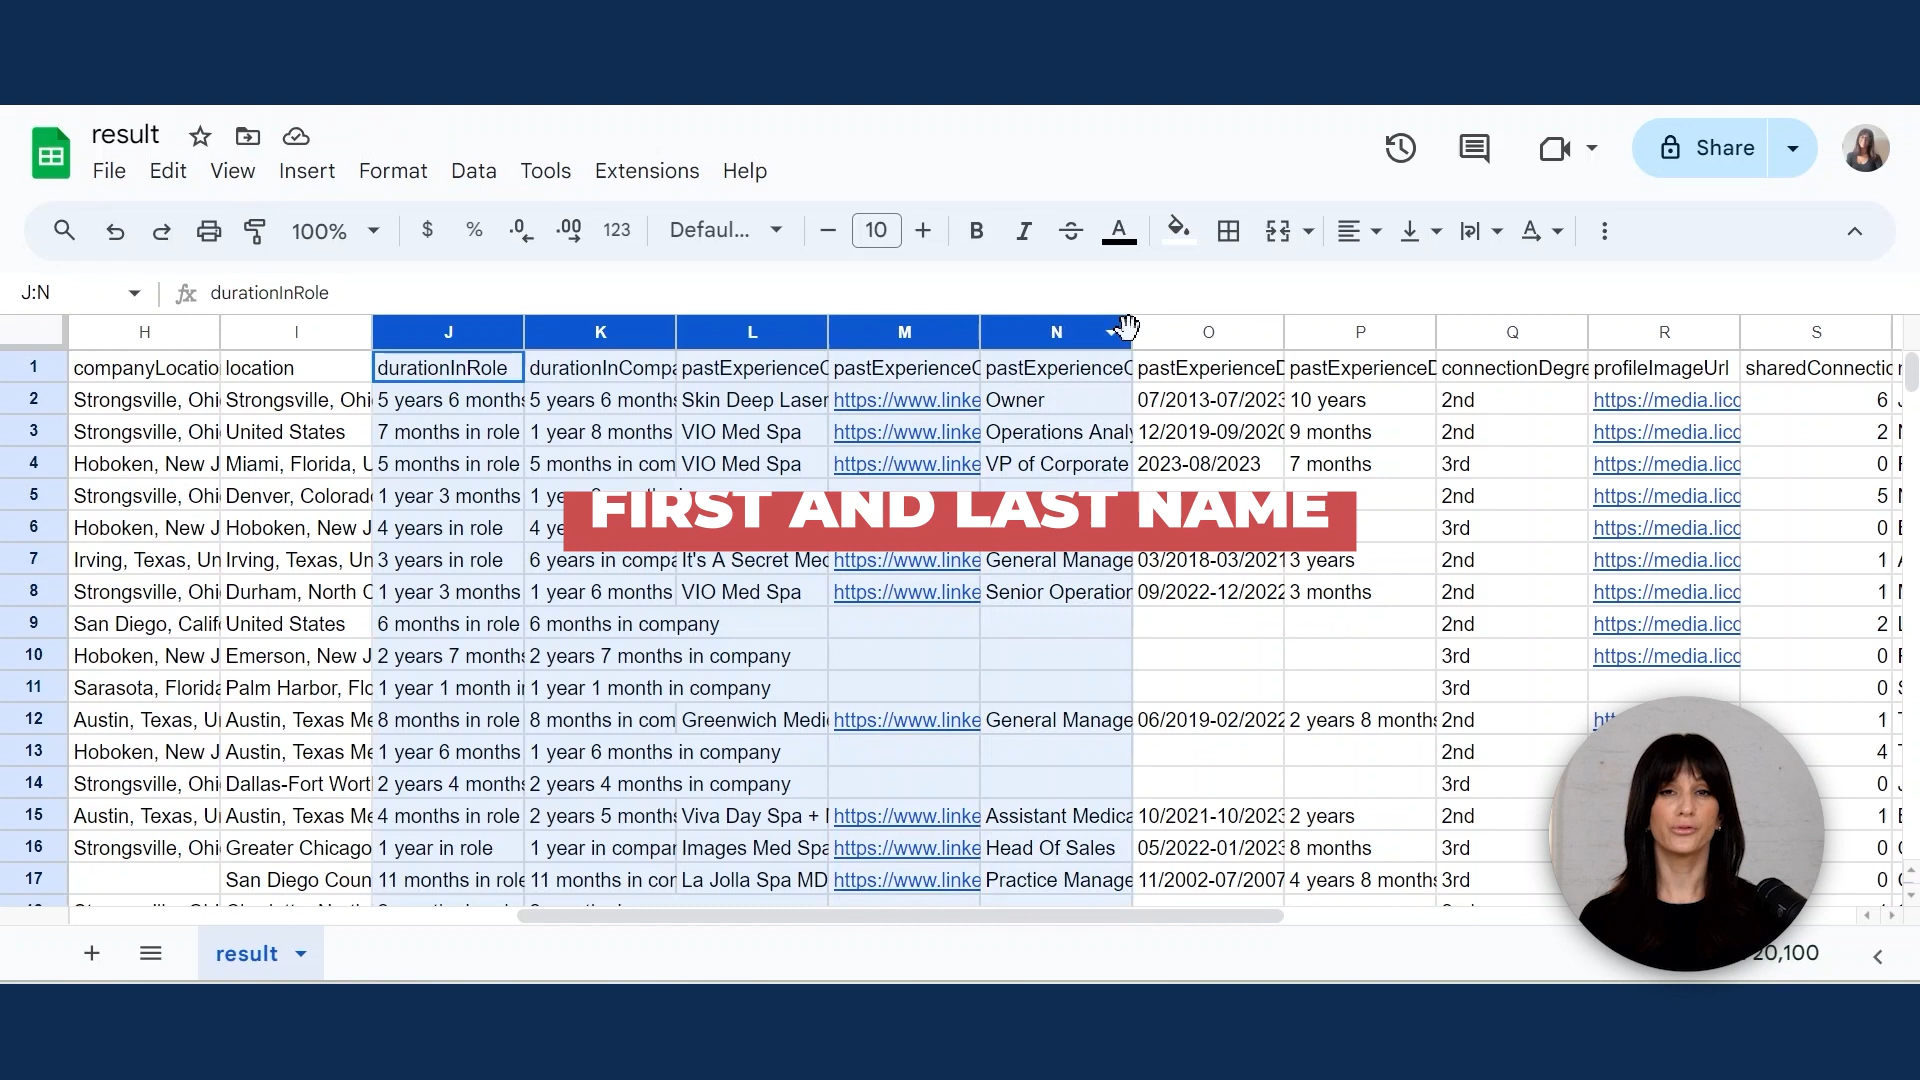 result
File Edit View Insert Format Data Tools Extensions Help
Share
100% $ % .0 .00 123 Defaul... 10 B I S A
J:N fx durationInRole
H I J K L M N O P Q R S
1 companyLocatio location durationInRole durationInCompa pastExperienceC pastExperienceC pastExperienceC pastExperienceD pastExperienceD connectionDegre profileImageUrl sharedConnectio
2 Strongsville, Ohi Strongsville, Ohi 5 years 6 months 5 years 6 months Skin Deep Laser https://www.linke Owner 07/2013-07/2023 10 years 2nd https://media.licd 6
3 Strongsville, Ohi United States 7 months in role 1 year 8 months VIO Med Spa https://www.linke Operations Analy 12/2019-09/2020 9 months 2nd https://media.licd 2
4 Hoboken, New J Miami, Florida, U 5 months in role 5 months in com VIO Med Spa https://www.linke VP of Corporate 2023-08/2023 7 months 3rd https://media.licd 0
5 Strongsville, Ohi Denver, Colorado 1 year 3 months 1 ye 2nd https://media.licd 5
FIRST AND LAST NAME
6 Hoboken, New J Hoboken, New J 4 years in role 4 ye 3rd https://media.licd 0
7 Irving, Texas, Un Irving, Texas, Un 3 years in role 6 years in compa It's A Secret Med https://www.linke General Manage 03/2018-03/2021 3 years 2nd https://media.licd 1
8 Strongsville, Ohi Durham, North C 1 year 3 months 1 year 6 months VIO Med Spa https://www.linke Senior Operation 09/2022-12/2022 3 months 2nd https://media.licd 1
9 San Diego, Calif United States 6 months in role 6 months in company 2nd https://media.licd 2
10 Hoboken, New J Emerson, New J 2 years 7 months 2 years 7 months in company 3rd https://media.licd 0
11 Sarasota, Florida Palm Harbor, Flo 1 year 1 month i 1 year 1 month in company 3rd 0
12 Austin, Texas, U Austin, Texas Me 8 months in role 8 months in com Greenwich Medi https://www.linke General Manage 06/2019-02/2022 2 years 8 months 2nd htt 1
13 Hoboken, New J Austin, Texas Me 1 year 6 months 1 year 6 months in company 2nd 4
14 Strongsville, Ohi Dallas-Fort Wort 2 years 4 months 2 years 4 months in company 3rd 0
15 Austin, Texas, U Austin, Texas Me 4 months in role 2 years 5 months Viva Day Spa + https://www.linke Assistant Medica 10/2021-10/2023 2 years 2nd 1
16 Strongsville, Ohi Greater Chicago 1 year in role 1 year in compar Images Med Spa https://www.linke Head Of Sales 05/2022-01/2023 8 months 3rd 0
17 San Diego Coun 11 months in role 11 months in cor La Jolla Spa MD https://www.linke Practice Manage 11/2002-07/2007 4 years 8 months 3rd 0
result 20,100